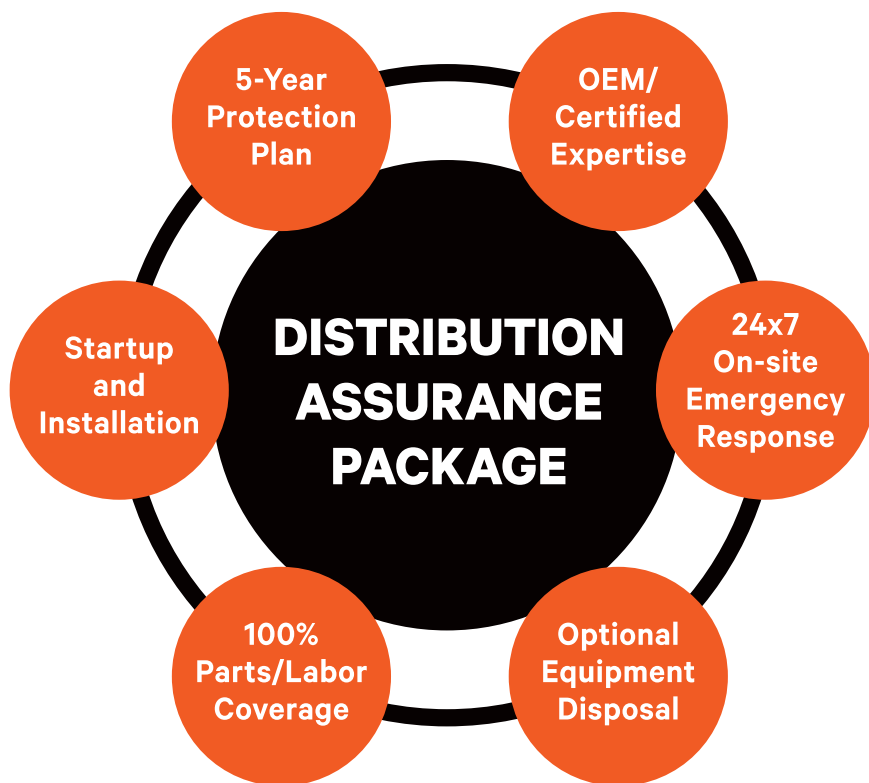 5-Year
Protection
Plan
OEM/
Certified
Expertise
Startup
and
Installation
DISTRIBUTION
ASSURANCE
PACKAGE
24x7
On-site
Emergency
Response
100%
Parts/Labor
Coverage
Optional
Equipment
Disposal